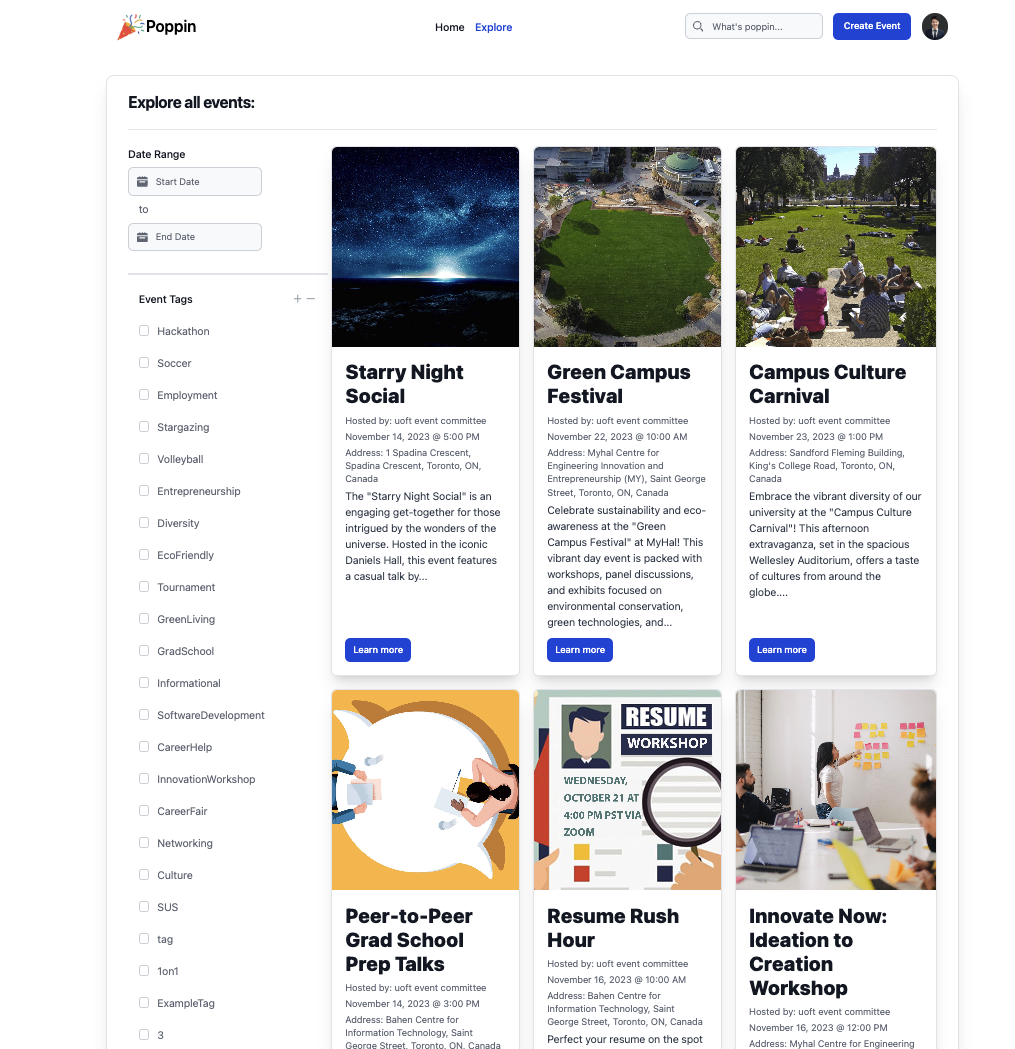 Poppin
Home
Explore
What's poppin...
Create Event
Explore all events:
Date Range
Start Date
to
End Date
Event Tags
+ −
Hackathon
Soccer
Employment
Stargazing
Volleyball
Entrepreneurship
Diversity
EcoFriendly
Tournament
GreenLiving
GradSchool
Informational
SoftwareDevelopment
CareerHelp
InnovationWorkshop
CareerFair
Networking
Culture
SUS
tag
1on1
ExampleTag
3
Starry Night
Social
Hosted by: uoft event committee
November 14, 2023 @ 5:00 PM
Address: 1 Spadina Crescent,
Spadina Crescent, Toronto, ON,
Canada
The "Starry Night Social" is an
engaging get-together for those
intrigued by the wonders of the
universe. Hosted in the iconic
Daniels Hall, this event features
a casual talk by...
Learn more
Green Campus
Festival
Hosted by: uoft event committee
November 22, 2023 @ 10:00 AM
Address: Myhal Centre for
Engineering Innovation and
Entrepreneurship (MY), Saint George
Street, Toronto, ON, Canada
Celebrate sustainability and eco-
awareness at the "Green
Campus Festival" at MyHal! This
vibrant day event is packed with
workshops, panel discussions,
and exhibits focused on
environmental conservation,
green technologies, and...
Learn more
Campus Culture
Carnival
Hosted by: uoft event committee
November 23, 2023 @ 1:00 PM
Address: Sandford Fleming Building,
King's College Road, Toronto, ON,
Canada
Embrace the vibrant diversity of our
university at the "Campus Culture
Carnival"! This afternoon
extravaganza, set in the spacious
Wellesley Auditorium, offers a taste
of cultures from around the
globe....
Learn more
Peer-to-Peer
Grad School
Prep Talks
Hosted by: uoft event committee
November 14, 2023 @ 3:00 PM
Address: Bahen Centre for
Information Technology, Saint
George Street, Toronto, ON, Canada
RESUME
WORKSHOP
WEDNESDAY,
OCTOBER 21 AT
4:00 PM PST VIA
ZOOM
Resume Rush
Hour
Hosted by: uoft event committee
November 16, 2023 @ 10:00 AM
Address: Bahen Centre for
Information Technology, Saint
George Street, Toronto, ON, Canada
Perfect your resume on the spot
Innovate Now:
Ideation to
Creation
Workshop
Hosted by: uoft event committee
November 16, 2023 @ 12:00 PM
Address: Myhal Centre for Engineering